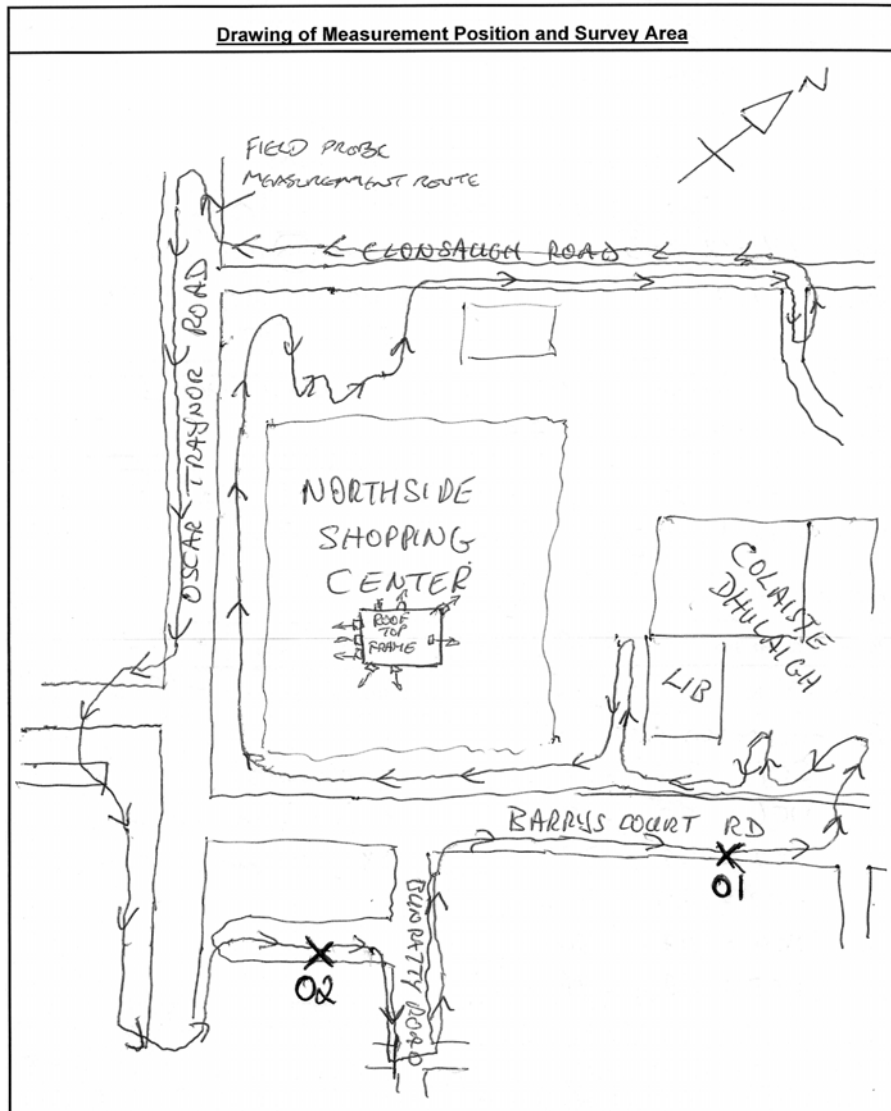 Drawing of Measurement Position and Survey Area
N
FIELD PROBE
MEASUREMENT ROUTE
CLONSAUGH ROAD
OSCAR TRAYNOR ROAD
NORTHSIDE
SHOPPING
CENTER
ROOF
TOP
FRAME
COLAISTE
DHULAIGH
LIB
BARRYS COURT RD
01
BUNRATTY ROAD
02